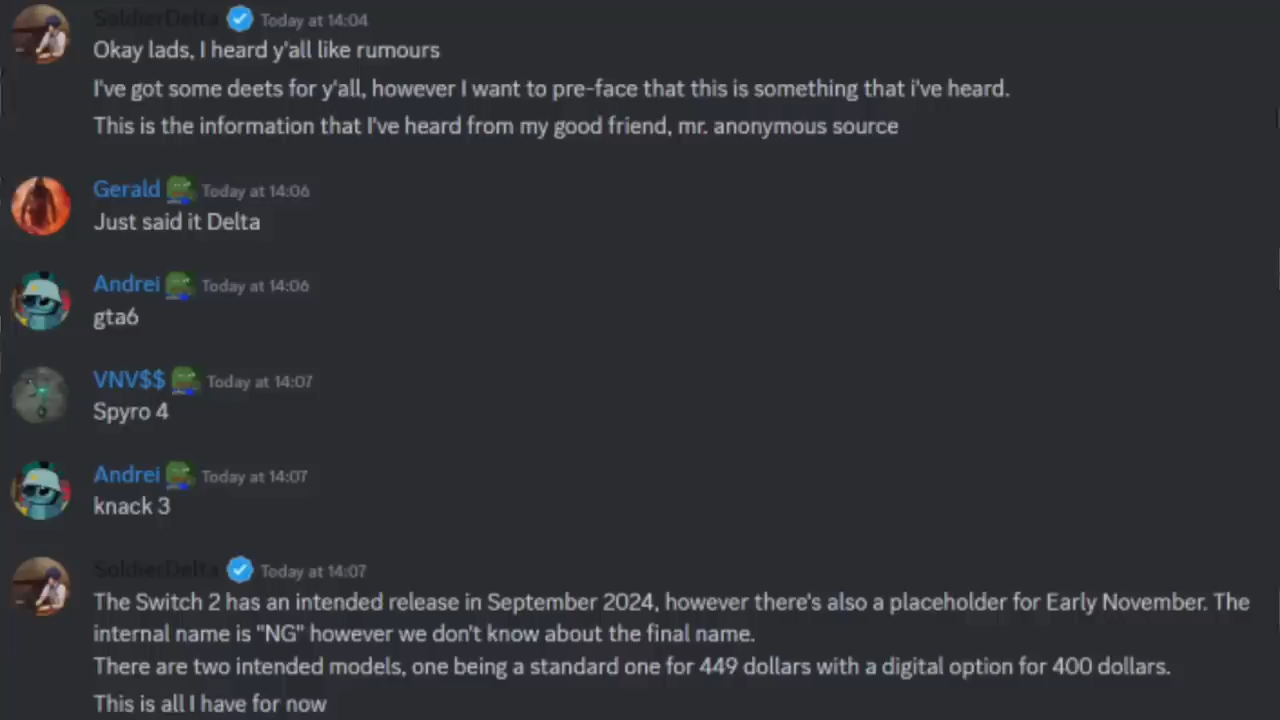 SoldierDelta Today at 14:04
Okay lads, I heard y'all like rumours
I've got some deets for y'all, however I want to pre-face that this is something that i've heard.
This is the information that I've heard from my good friend, mr. anonymous source
Gerald Today at 14:06
Just said it Delta
Andrei Today at 14:06
gta6
VNV$$ Today at 14:07
Spyro 4
Andrei Today at 14:07
knack 3
SoldierDelta Today at 14:07
The Switch 2 has an intended release in September 2024, however there's also a placeholder for Early November. The
internal name is "NG" however we don't know about the final name.
There are two intended models, one being a standard one for 449 dollars with a digital option for 400 dollars.
This is all I have for now